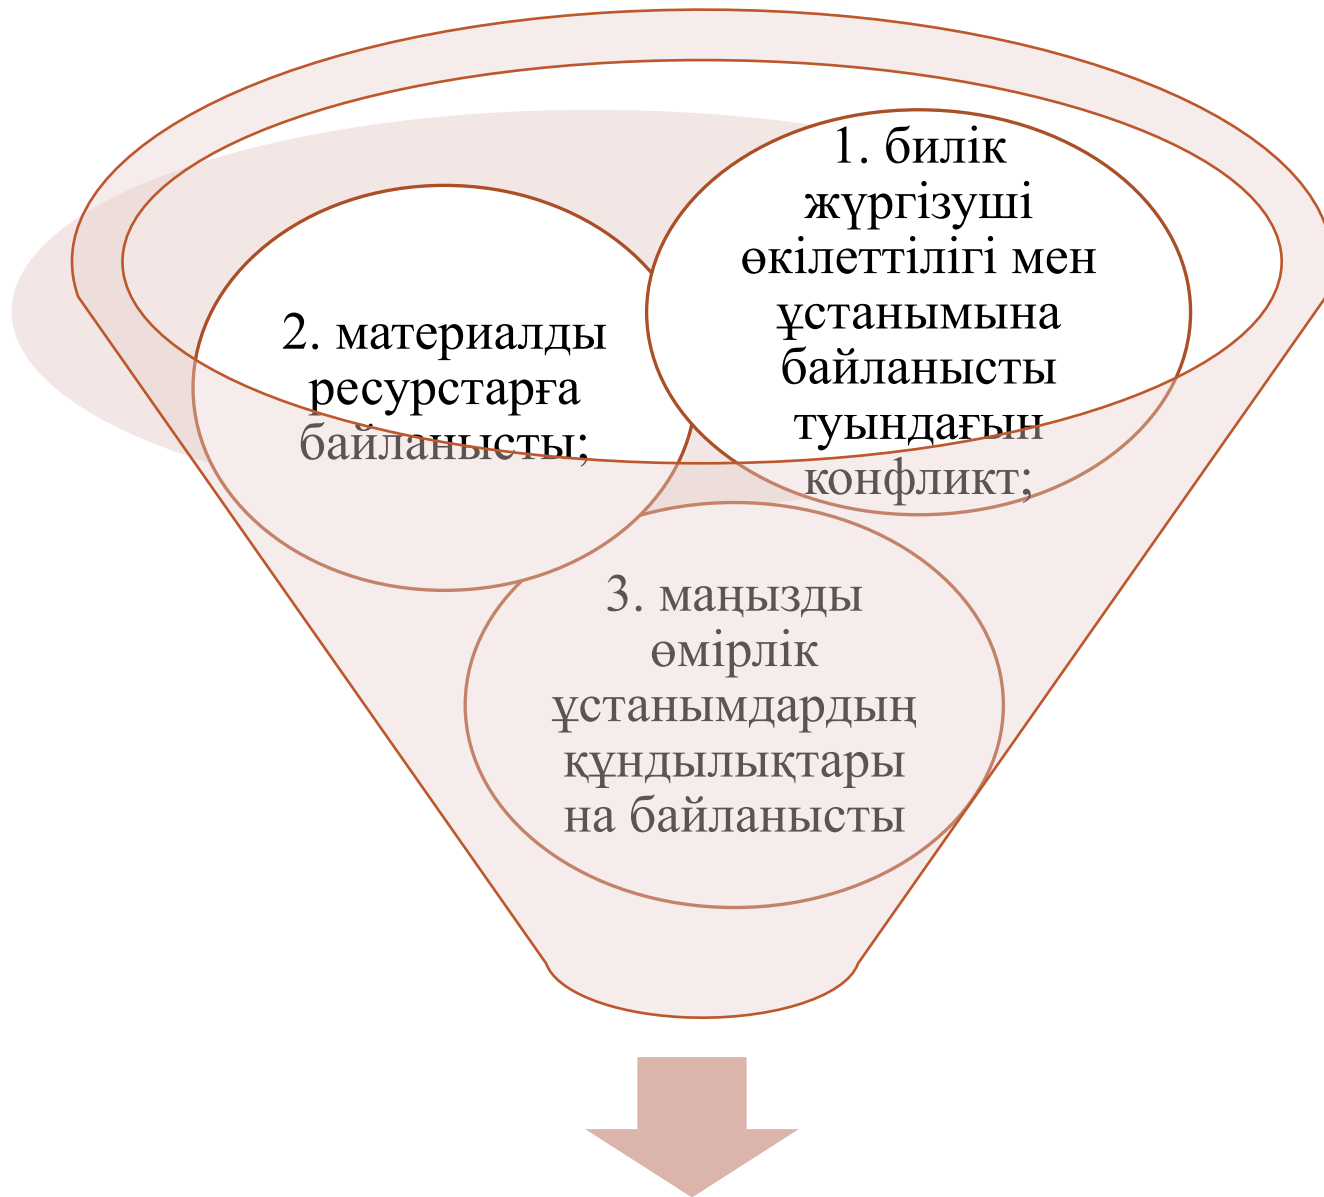 1. билік
жүргізуші
өкілеттілігі мен
ұстанымына
байланысты
туындағын
конфликт;
2. материалды
ресурстарға
байланысты;
3. маңызды
өмірлік
ұстанымдардың
құндылықтары
на байланысты